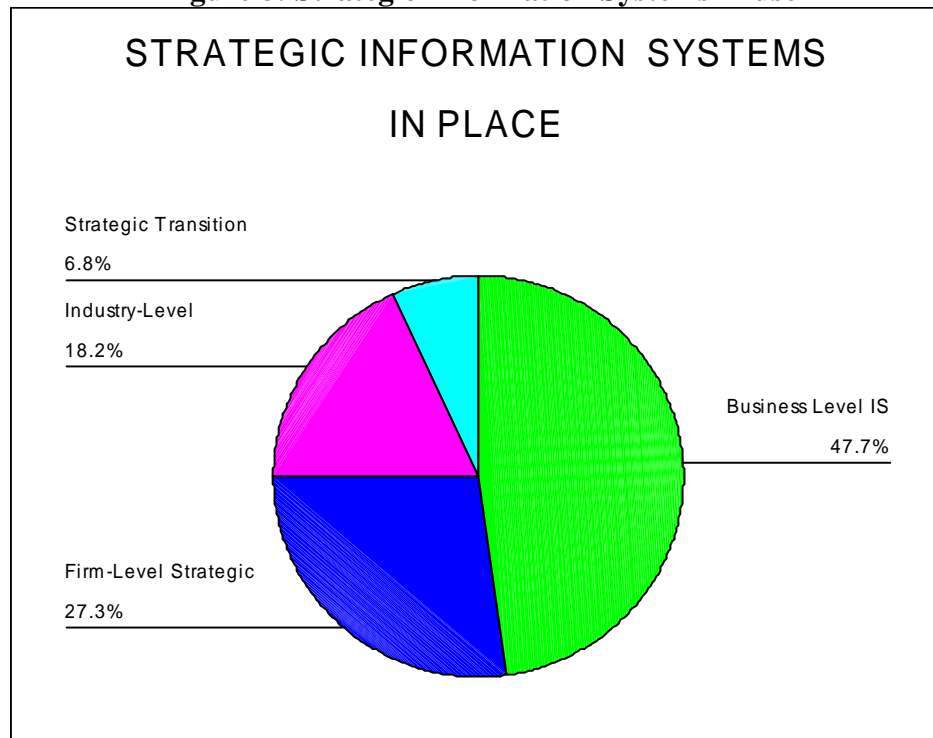 STRATEGIC INFORMATION SYSTEMS
IN PLACE
Strategic Transition
6.8%
Industry-Level
18.2%
Business Level IS
47.7%
Firm-Level Strategic
27.3%